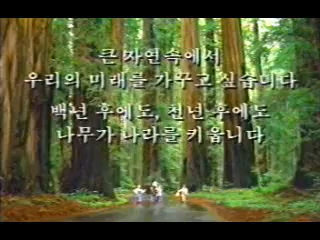 큰 자연속에서
우리의 미래를 가꾸고 싶습니다
백년 후에도, 천년 후에도
나무가 나라를 키웁니다